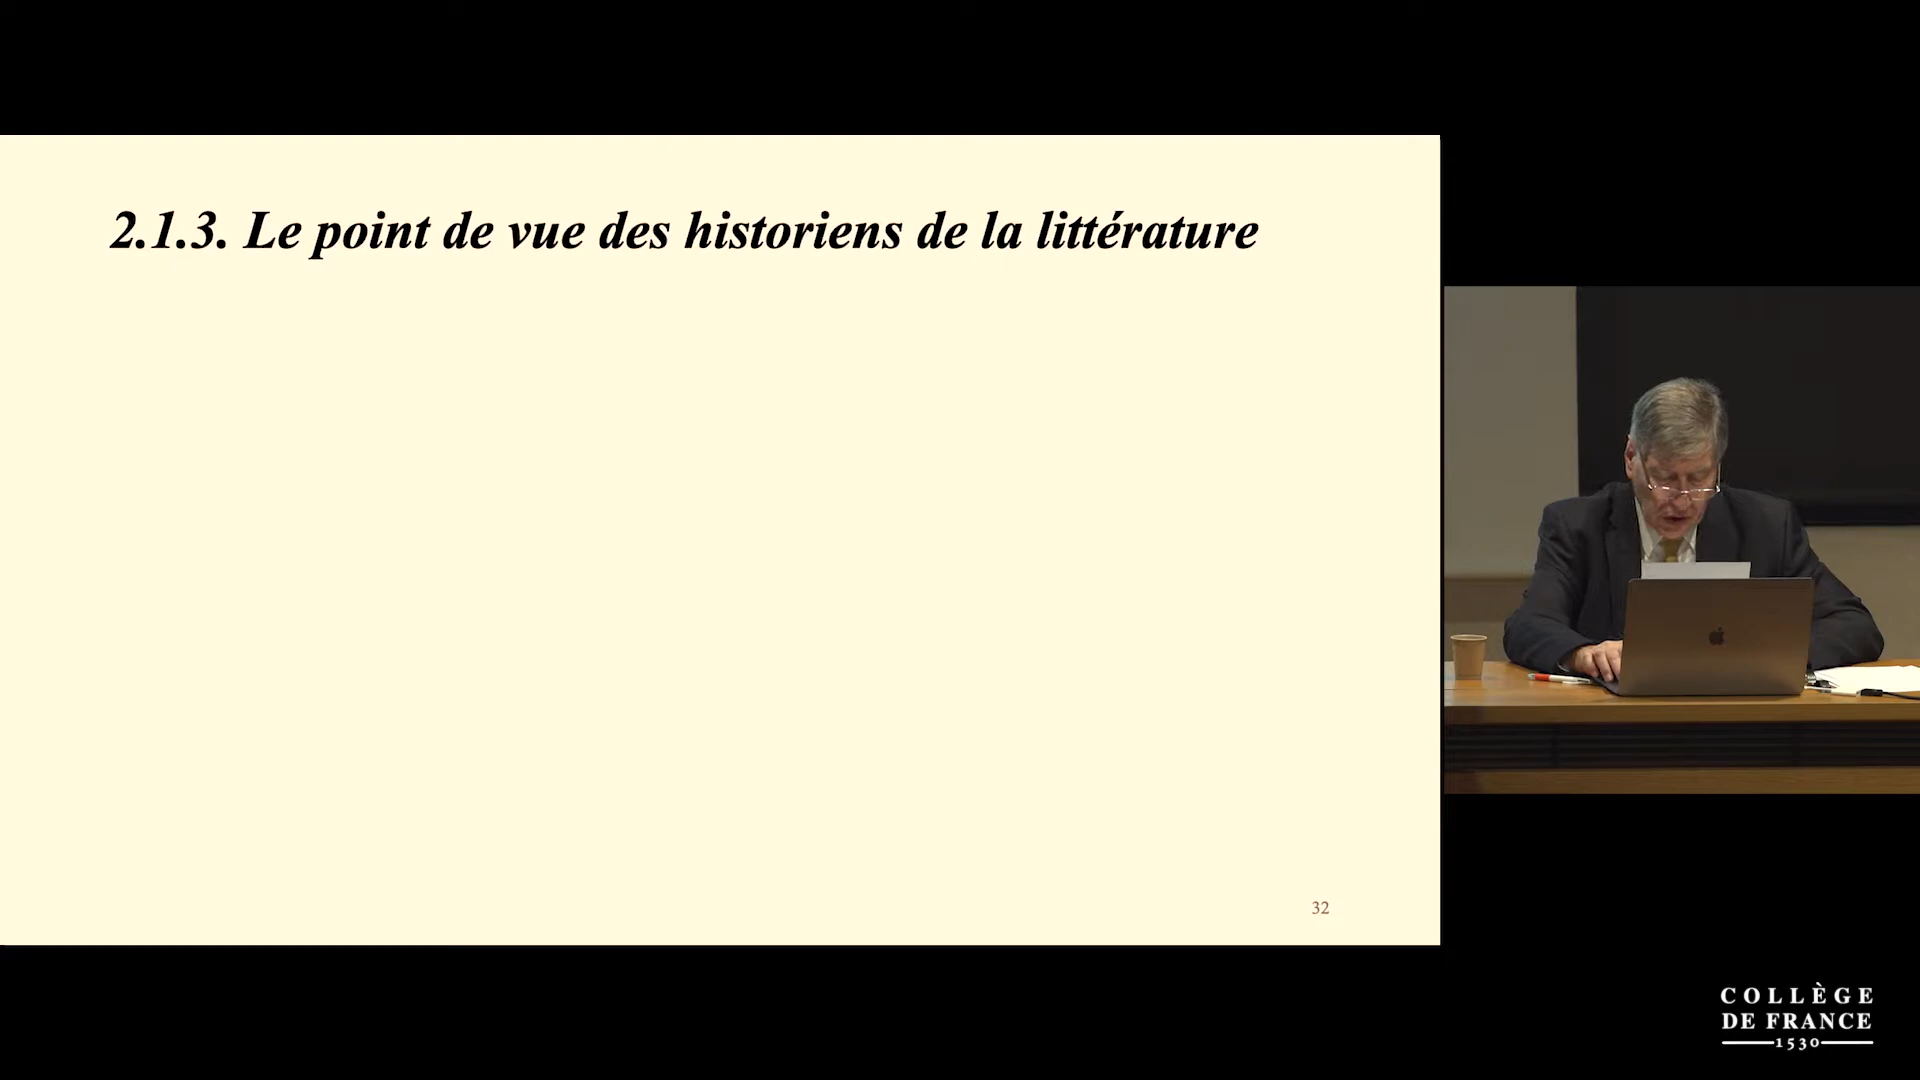 2.1.3. Le point de vue des historiens de la littérature
32
COLLÈGE
DE FRANCE
1530